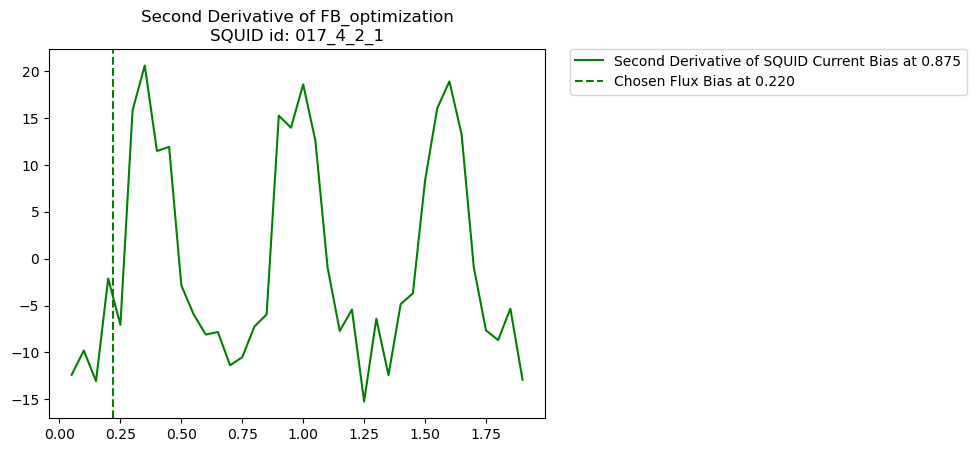 Second Derivative of FB_optimization
SQUID id: 017_4_2_1
Second Derivative of SQUID Current Bias at 0.875
Chosen Flux Bias at 0.220
20
15
10
5
0
−5
−10
−15
0.00 0.25 0.50 0.75 1.00 1.25 1.50 1.75